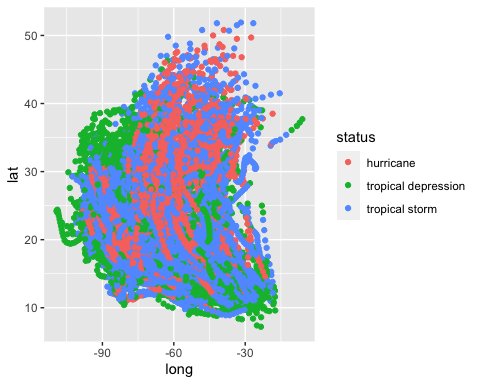 50
40
30
20
10
lat
-90
-60
-30
long
status
hurricane
tropical depression
tropical storm